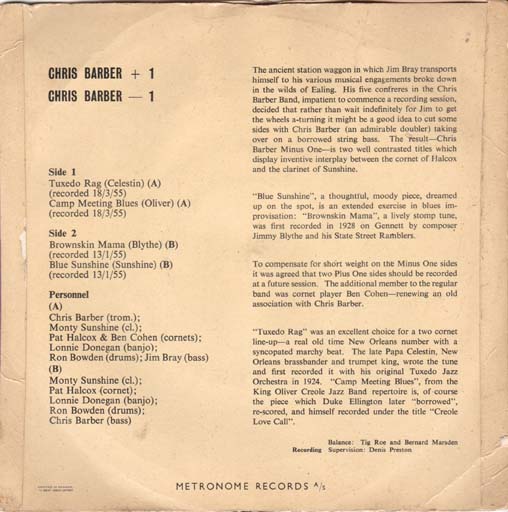 CHRIS BARBER + 1
CHRIS BARBER — 1
Side 1
Tuxedo Rag (Celestin) (A)
(recorded 18/3/55)
Camp Meeting Blues (Oliver) (A)
(recorded 18/3/55)
Side 2
Brownskin Mama (Blythe) (B)
(recorded 13/1/55)
Blue Sunshine (Sunshine) (B)
(recorded 13/1/55)
Personnel
(A)
Chris Barber (trom.);
Monty Sunshine (cl.);
Pat Halcox & Ben Cohen (cornets);
Lonnie Donegan (banjo);
Ron Bowden (drums); Jim Bray (bass)
(B)
Monty Sunshine (cl.);
Pat Halcox (cornet);
Lonnie Donegan (banjo);
Ron Bowden (drums);
Chris Barber (bass)
The ancient station waggon in which Jim Bray transports
himself to his various musical engagements broke down
in the wilds of Ealing. His five confreres in the Chris
Barber Band, impatient to commence a recording session,
decided that rather than wait indefinitely for Jim to get
the wheels a-turning it might be a good idea to cut some
sides with Chris Barber (an admirable doubler) taking
over on a borrowed string bass. The result—Chris
Barber Minus One—is two well contrasted titles which
display inventive interplay between the cornet of Halcox
and the clarinet of Sunshine.
"Blue Sunshine", a thoughtful, moody piece, dreamed
up on the spot, is an extended exercise in blues im-
provisation: "Brownskin Mama", a lively stomp tune,
was first recorded in 1928 on Gennett by composer
Jimmy Blythe and his State Street Ramblers.
To compensate for short weight on the Minus One sides
it was agreed that two Plus One sides should be recorded
at a future session. The additional member to the regular
band was cornet player Ben Cohen—renewing an old
association with Chris Barber.
"Tuxedo Rag" was an excellent choice for a two cornet
line-up—a real old time New Orleans number with a
syncopated marchy beat. The late Papa Celestin, New
Orleans brassbander and trumpet king, wrote the tune
and first recorded it with his original Tuxedo Jazz
Orchestra in 1924. "Camp Meeting Blues", from the
King Oliver Creole Jazz Band repertoire is, of course
the piece which Duke Ellington later "borrowed",
re-scored, and himself recorded under the title "Creole
Love Call".
Balance: Tig Roe and Bernard Marsden
Recording Supervision: Denis Preston
METRONOME RECORDS A/S